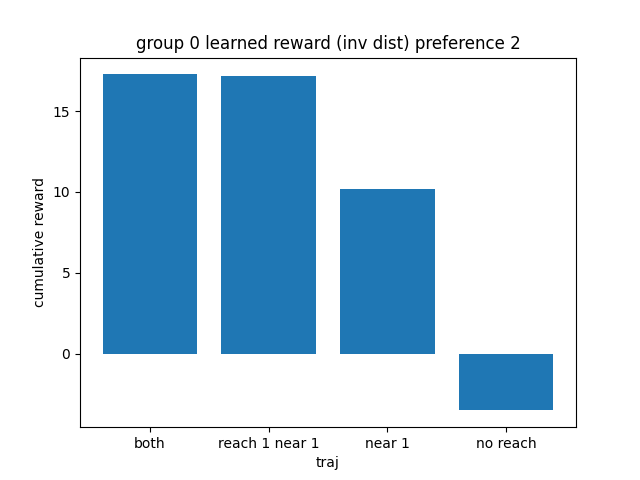 group 0 learned reward (inv dist) preference 2
cumulative reward
15
10
5
0
both
reach 1 near 1
near 1
no reach
traj